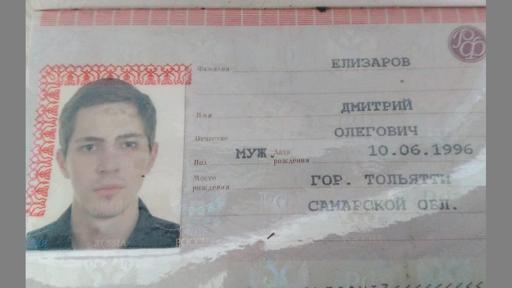 Фамилия ЕЛИЗАРОВ
Имя ДМИТРИЙ
Отчество ОЛЕГОВИЧ
Пол МУЖ. Дата рождения 10.06.1996
Место рождения ГОР. ТОЛЬЯТТИ
САМАРСКОЙ ОБЛ.